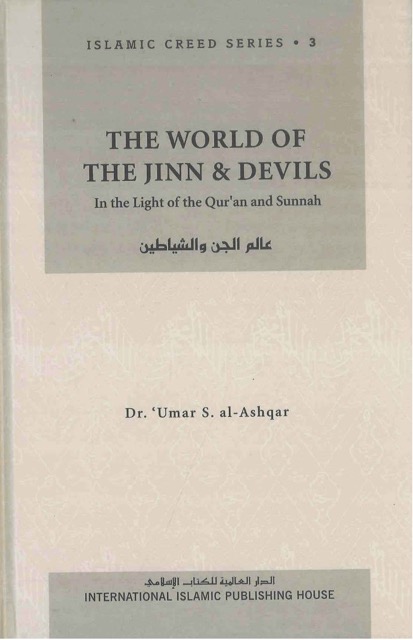 ISLAMIC CREED SERIES • 3
THE WORLD OF
THE JINN & DEVILS
In the Light of the Qur'an and Sunnah
عالم الجن والشياطين
Dr. ‘Umar S. al-Ashqar
الدار العالمية للكتاب الإسلامي
INTERNATIONAL ISLAMIC PUBLISHING HOUSE